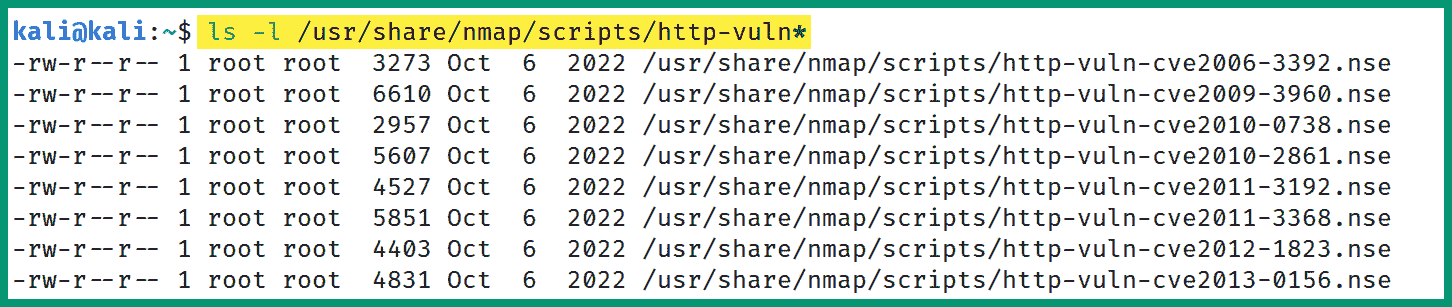 kali@kali:~$ ls -l /usr/share/nmap/scripts/http-vuln*
-rw-r--r-- 1 root root  3273 Oct  6  2022 /usr/share/nmap/scripts/http-vuln-cve2006-3392.nse
-rw-r--r-- 1 root root  6610 Oct  6  2022 /usr/share/nmap/scripts/http-vuln-cve2009-3960.nse
-rw-r--r-- 1 root root  2957 Oct  6  2022 /usr/share/nmap/scripts/http-vuln-cve2010-0738.nse
-rw-r--r-- 1 root root  5607 Oct  6  2022 /usr/share/nmap/scripts/http-vuln-cve2010-2861.nse
-rw-r--r-- 1 root root  4527 Oct  6  2022 /usr/share/nmap/scripts/http-vuln-cve2011-3192.nse
-rw-r--r-- 1 root root  5851 Oct  6  2022 /usr/share/nmap/scripts/http-vuln-cve2011-3368.nse
-rw-r--r-- 1 root root  4403 Oct  6  2022 /usr/share/nmap/scripts/http-vuln-cve2012-1823.nse
-rw-r--r-- 1 root root  4831 Oct  6  2022 /usr/share/nmap/scripts/http-vuln-cve2013-0156.nse